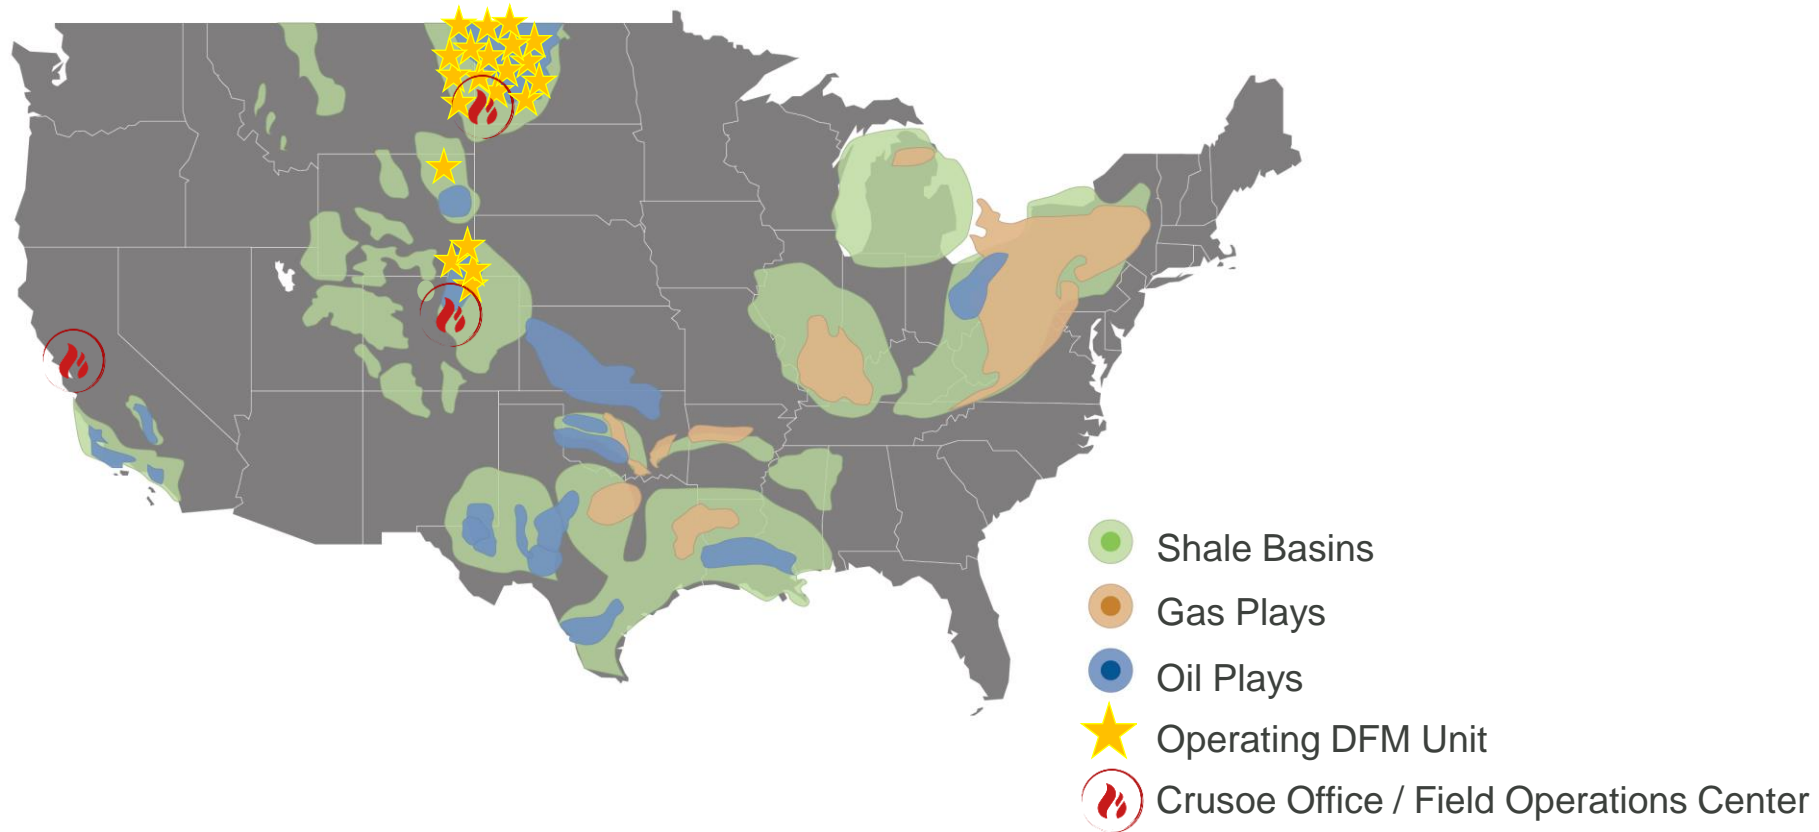 Shale Basins
Gas Plays
Oil Plays
Operating DFM Unit
Crusoe Office / Field Operations Center